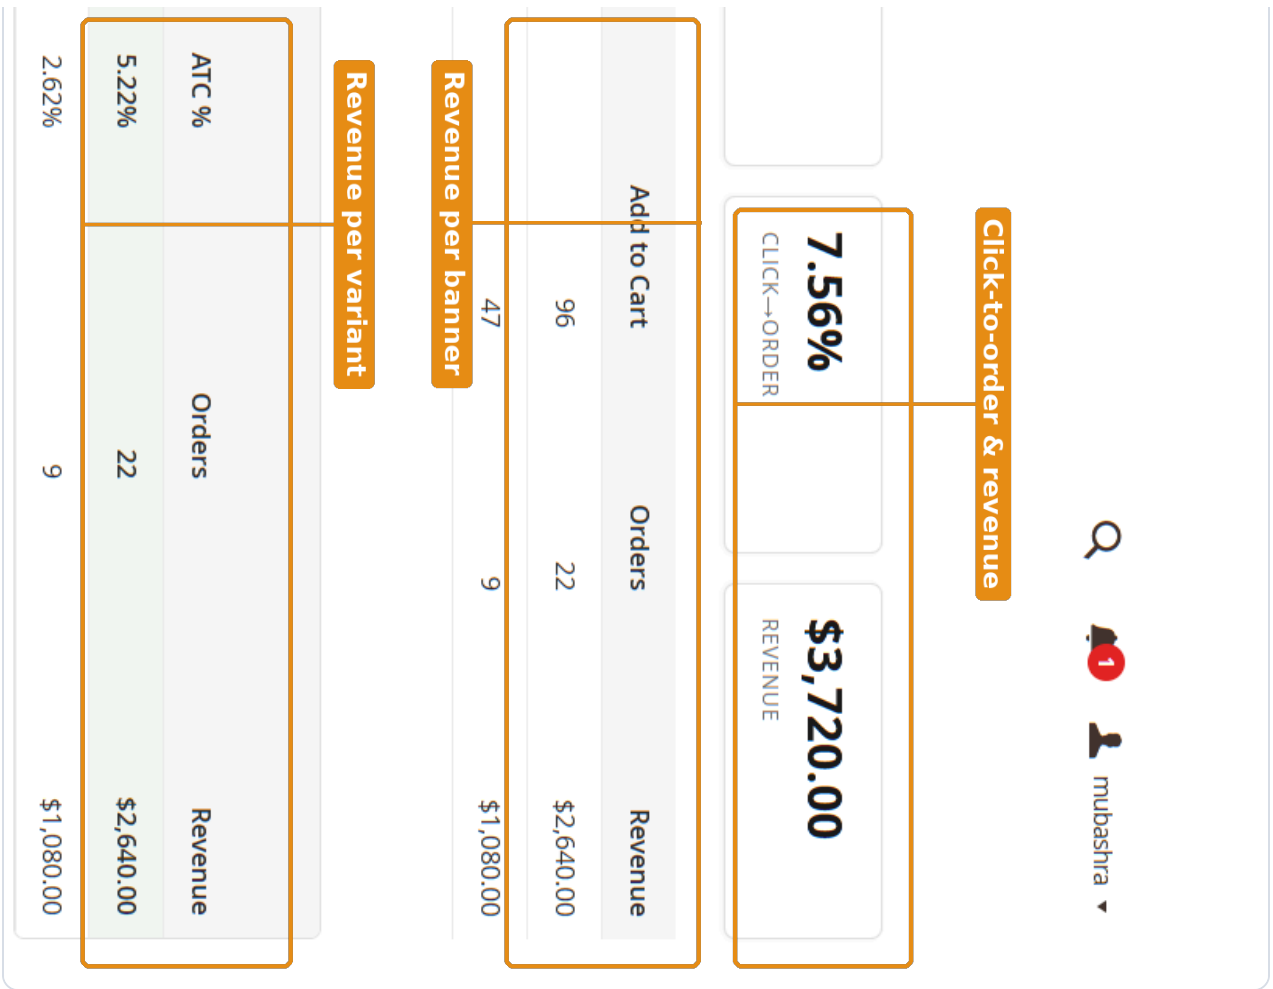 mubashra
1
Click-to-order & revenue
7.56%
CLICK→ORDER
$3,720.00
REVENUE
Add to Cart Orders Revenue
96 22 $2,640.00
47 9 $1,080.00
Revenue per banner
Revenue per variant
ATC % Orders Revenue
5.22% 22 $2,640.00
2.62% 9 $1,080.00